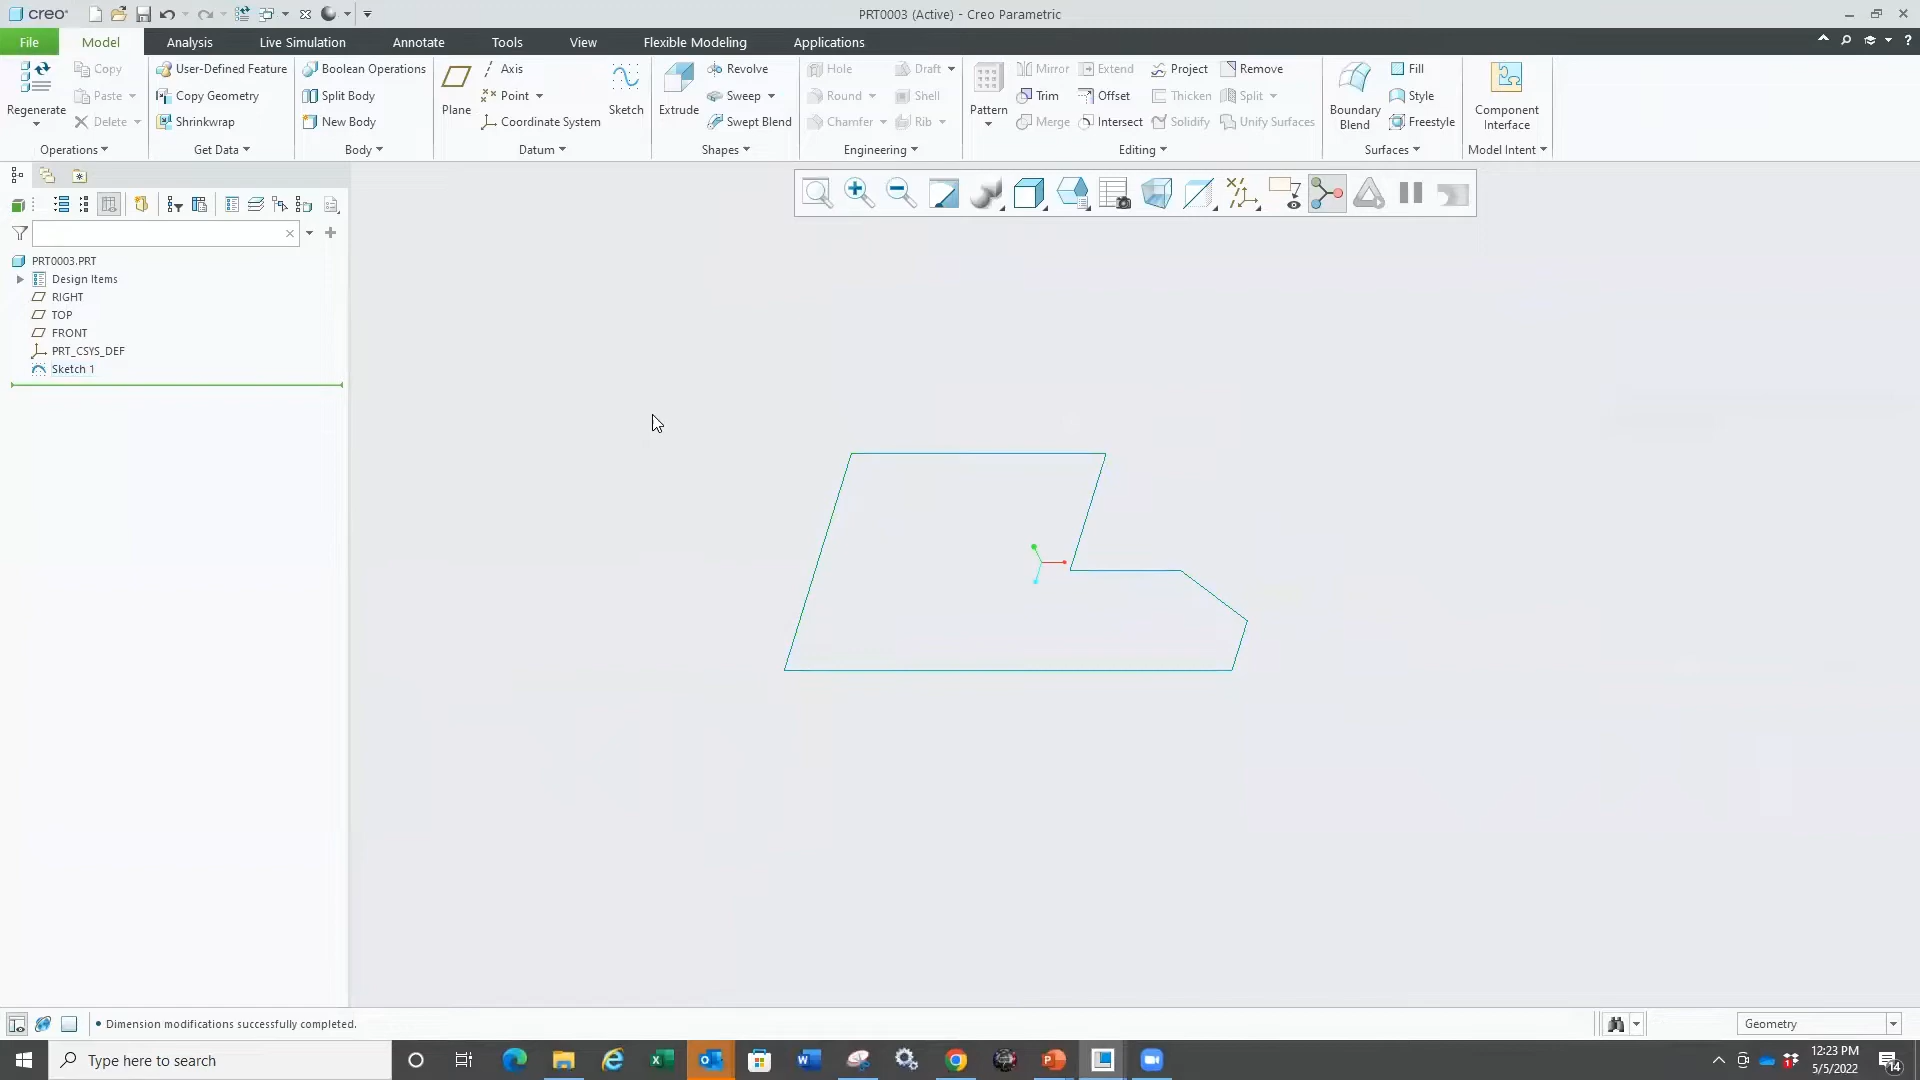 creo
PRT0003 (Active) - Creo Parametric
File Model Analysis Live Simulation Annotate Tools View Flexible Modeling Applications
Regenerate
Copy
Paste
Delete
Operations
User-Defined Feature
Copy Geometry
Shrinkwrap
Get Data
Boolean Operations
Split Body
New Body
Body
Plane
Axis
Point
Coordinate System
Sketch
Datum
Extrude
Revolve
Sweep
Swept Blend
Shapes
Hole
Draft
Round
Shell
Chamfer
Rib
Engineering
Pattern
Mirror
Extend
Project
Remove
Trim
Offset
Thicken
Split
Merge
Intersect
Solidify
Unify Surfaces
Editing
Boundary
Blend
Fill
Style
Freestyle
Surfaces
Component
Interface
Model Intent
PRT0003.PRT
Design Items
RIGHT
TOP
FRONT
PRT_CSYS_DEF
Sketch 1
Dimension modifications successfully completed.
Geometry
Type here to search
12:23 PM
5/5/2022
14